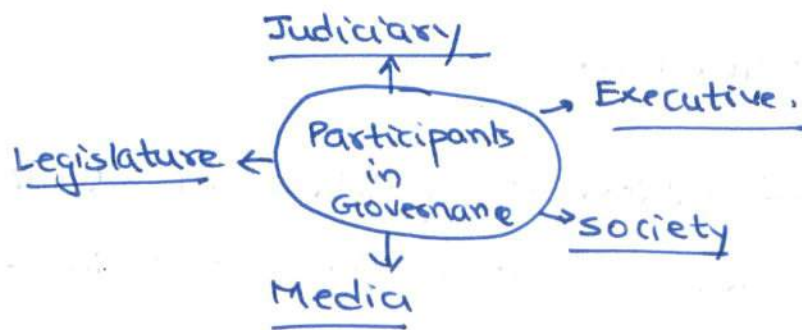 Judiciary
Executive.
Participants
in
Governane
Legislature
society
Media